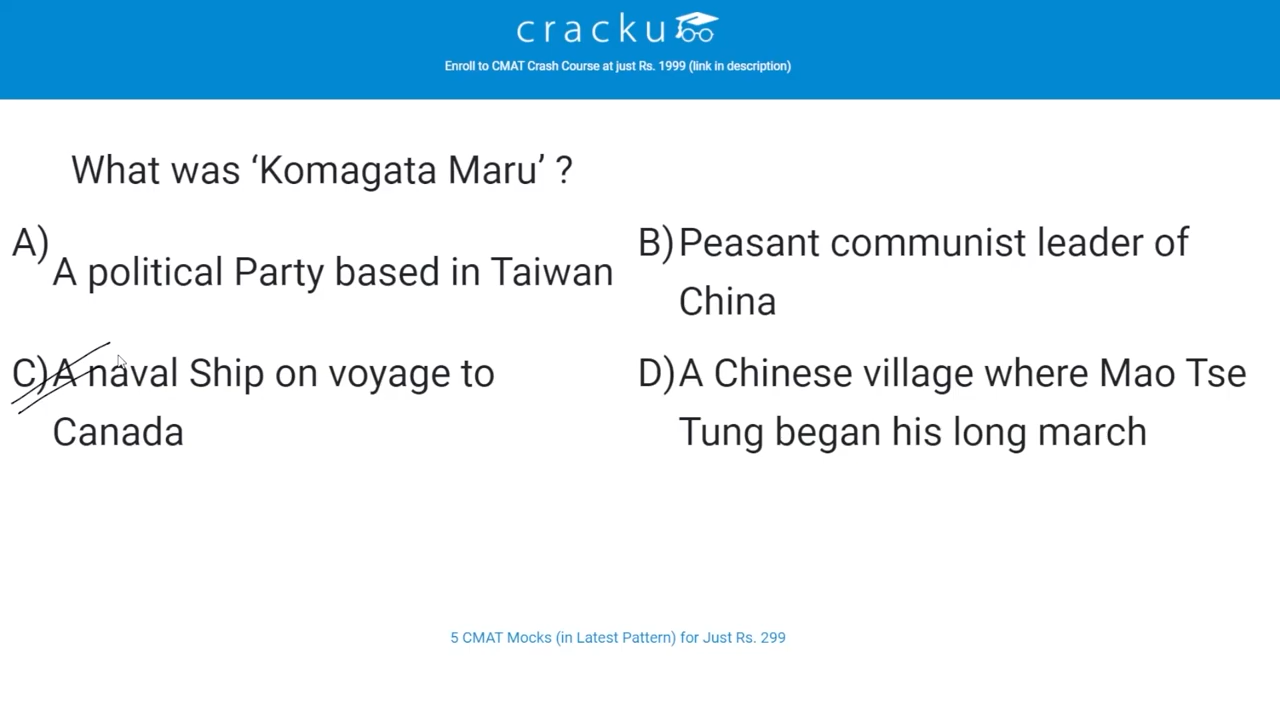 cracku
Enroll to CMAT Crash Course at just Rs. 1999 (link in description)
What was ‘Komagata Maru’ ?
A)
A political Party based in Taiwan
B) Peasant communist leader of
China
C) A naval Ship on voyage to
Canada
D) A Chinese village where Mao Tse
Tung began his long march
5 CMAT Mocks (in Latest Pattern) for Just Rs. 299